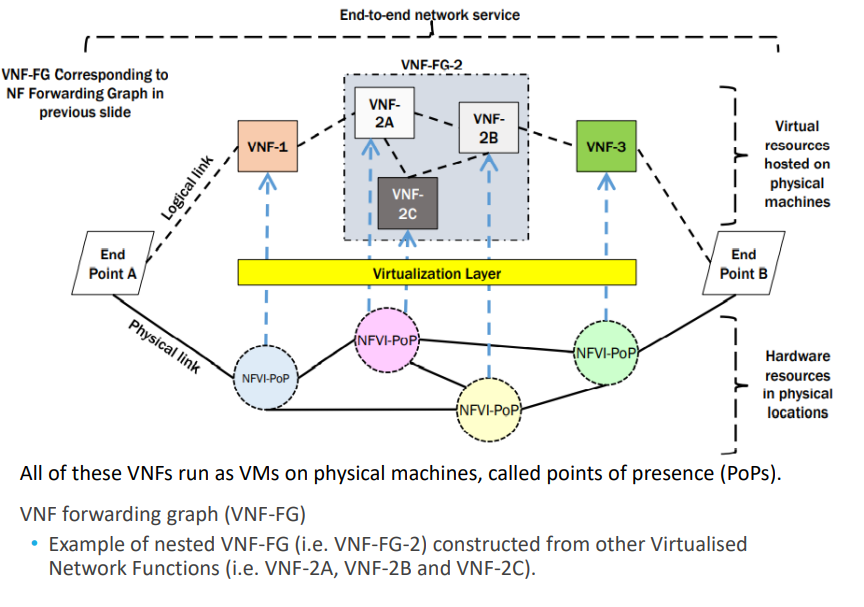 End-to-end network service
VNF-FG Corresponding to
NF Forwarding Graph in
previous slide
VNF-FG-2
VNF-
2A
VNF-
2B
VNF-1
VNF-3
VNF-
2C
Virtual
resources
hosted on
physical
machines
Logical link
End
Point A
End
Point B
Virtualization Layer
Physical link
NFVI-PoP
NFVI-PoP
NFVI-PoP
NFVI-PoP
Hardware
resources
in physical
locations
All of these VNFs run as VMs on physical machines, called points of presence (PoPs).
VNF forwarding graph (VNF-FG)
• Example of nested VNF-FG (i.e. VNF-FG-2) constructed from other Virtualised
Network Functions (i.e. VNF-2A, VNF-2B and VNF-2C).